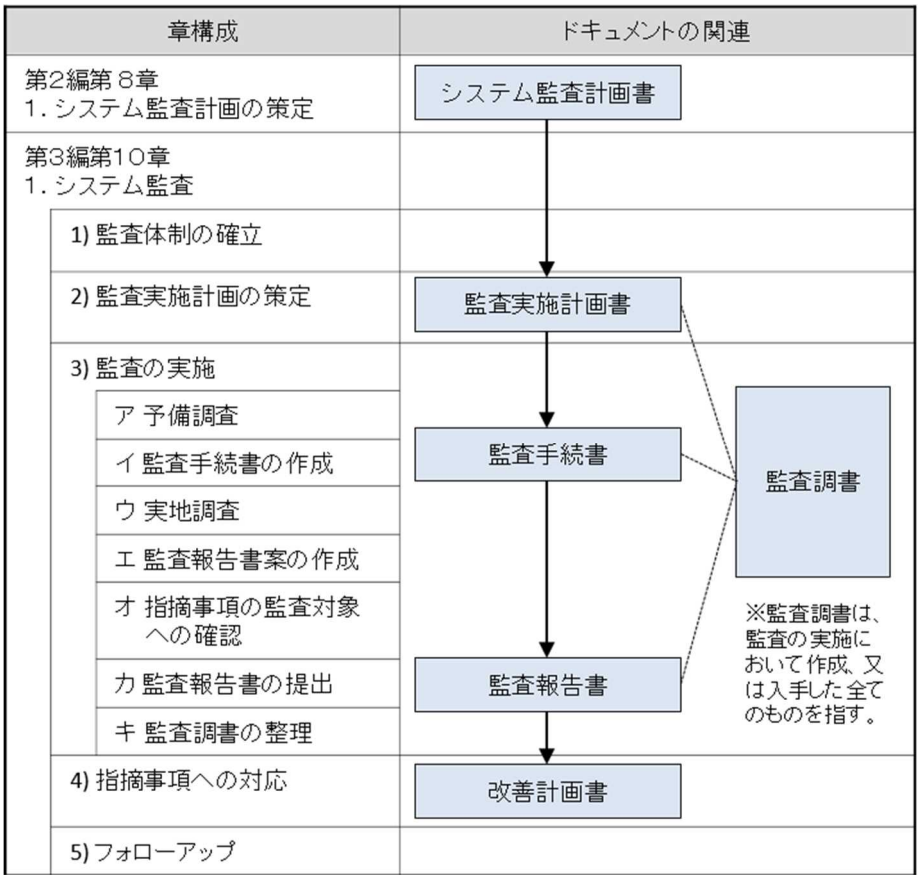 章構成
ドキュメントの関連
第2編第8章
1. システム監査計画の策定
システム監査計画書
第3編第10章
1. システム監査
1) 監査体制の確立
2) 監査実施計画の策定
監査実施計画書
3) 監査の実施
ア 予備調査
イ 監査手続書の作成
監査手続書
ウ 実地調査
エ 監査報告書案の作成
オ 指摘事項の監査対象
への確認
カ 監査報告書の提出
監査報告書
キ 監査調書の整理
監査調書
※監査調書は、
監査の実施に
おいて作成、又
は入手した全て
のものを指す。
4) 指摘事項への対応
改善計画書
5) フォローアップ